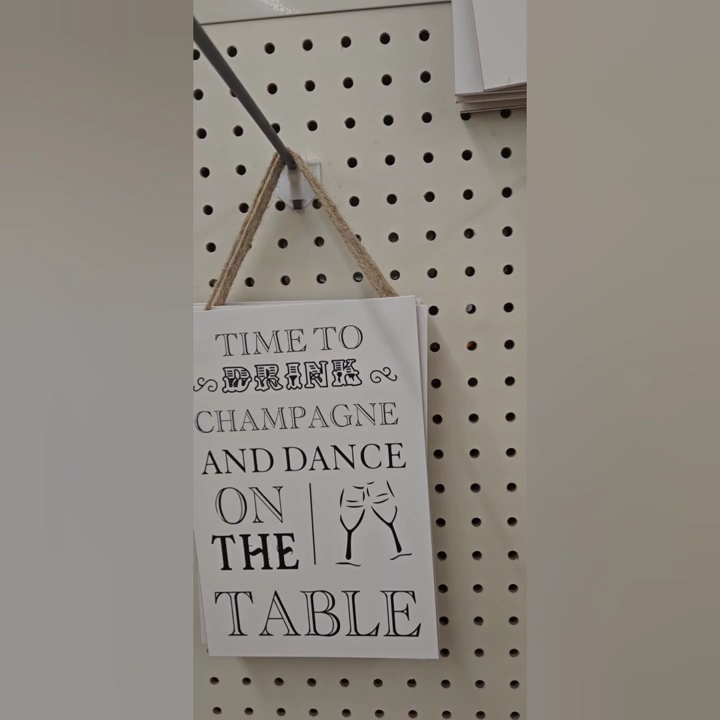 TIME TO
DRINK
CHAMPAGNE
AND DANCE
ON
THE
TABLE